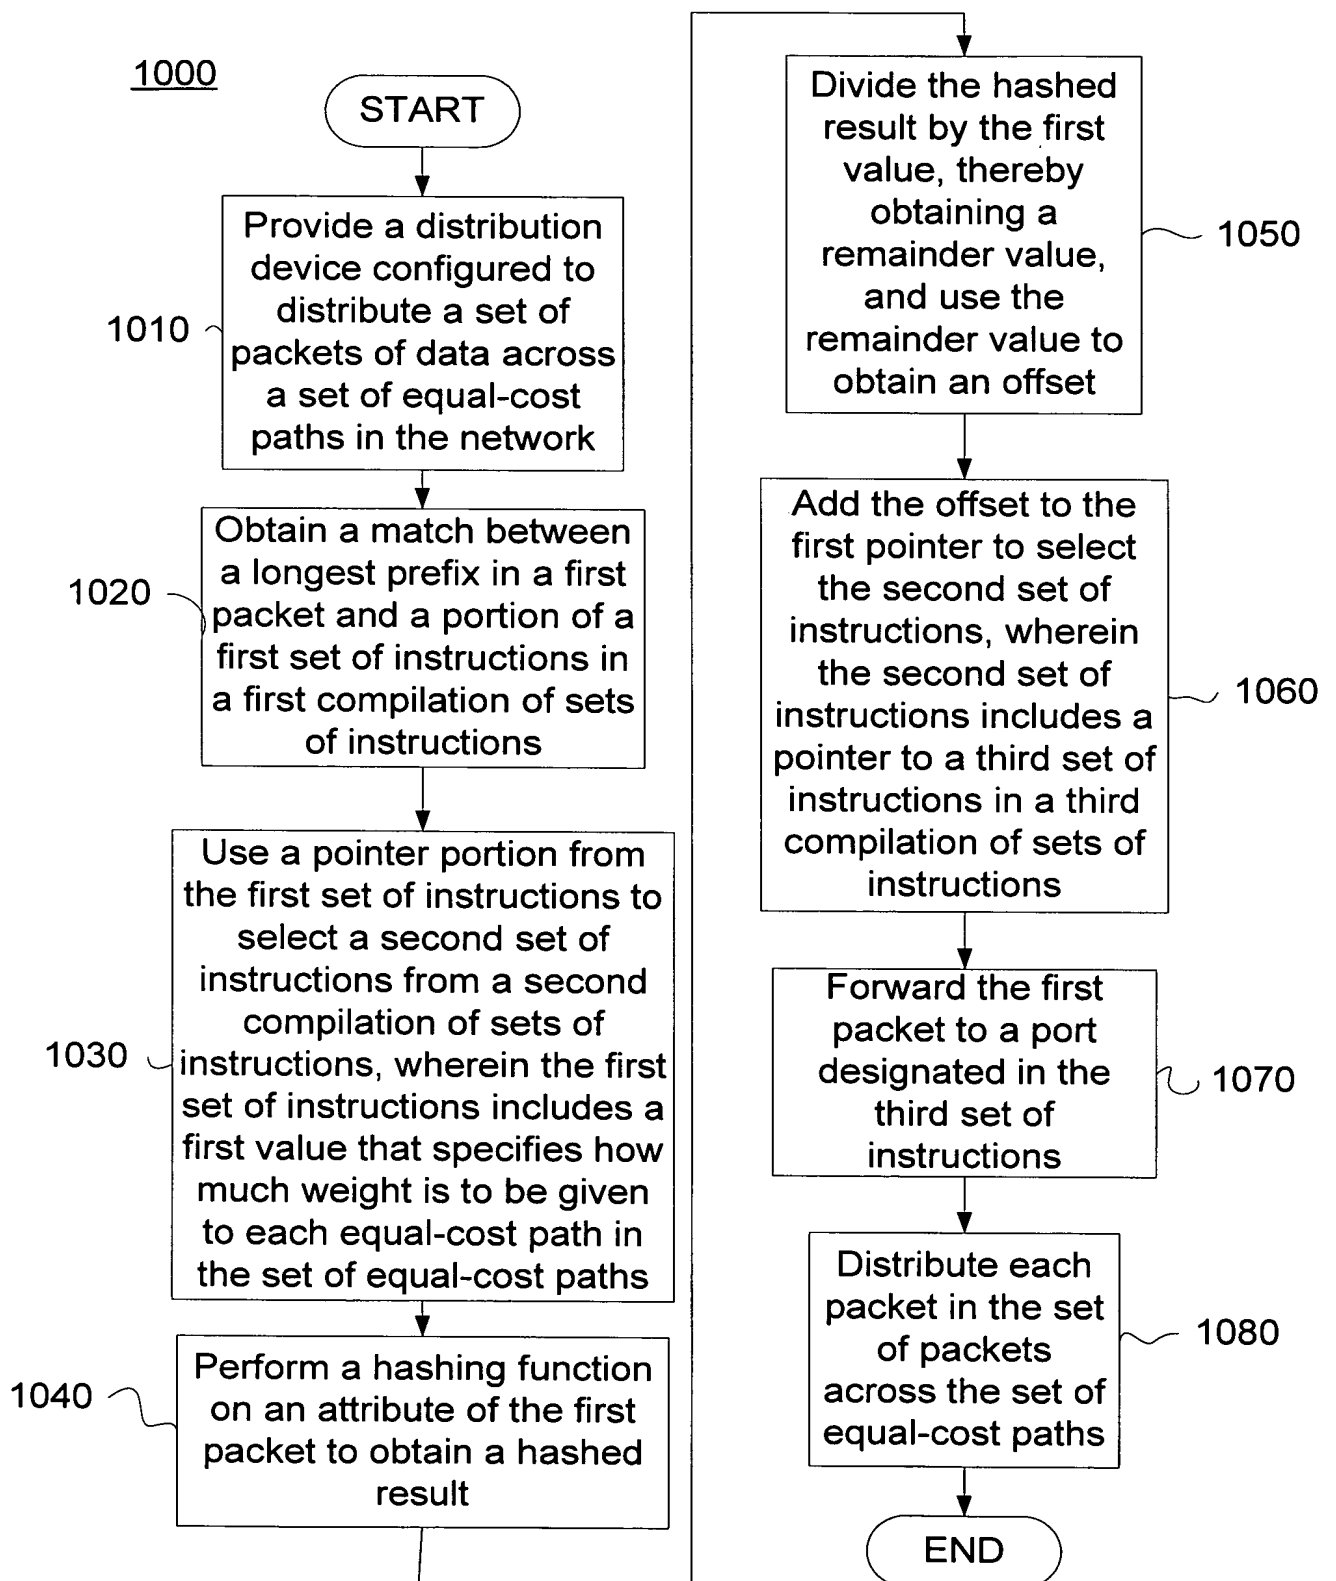 1000
START
Provide a distribution
device configured to
distribute a set of
packets of data across
a set of equal-cost
paths in the network
1010
Obtain a match between
a longest prefix in a first
packet and a portion of a
first set of instructions in
a first compilation of sets
of instructions
1020
Use a pointer portion from
the first set of instructions to
select a second set of
instructions from a second
compilation of sets of
instructions, wherein the first
set of instructions includes a
first value that specifies how
much weight is to be given
to each equal-cost path in
the set of equal-cost paths
1030
Perform a hashing function
on an attribute of the first
packet to obtain a hashed
result
1040
Divide the hashed
result by the first
value, thereby
obtaining a
remainder value,
and use the
remainder value to
obtain an offset
1050
Add the offset to the
first pointer to select
the second set of
instructions, wherein
the second set of
instructions includes a
pointer to a third set of
instructions in a third
compilation of sets of
instructions
1060
Forward the first
packet to a port
designated in the
third set of
instructions
1070
Distribute each
packet in the set
of packets
across the set of
equal-cost paths
1080
END